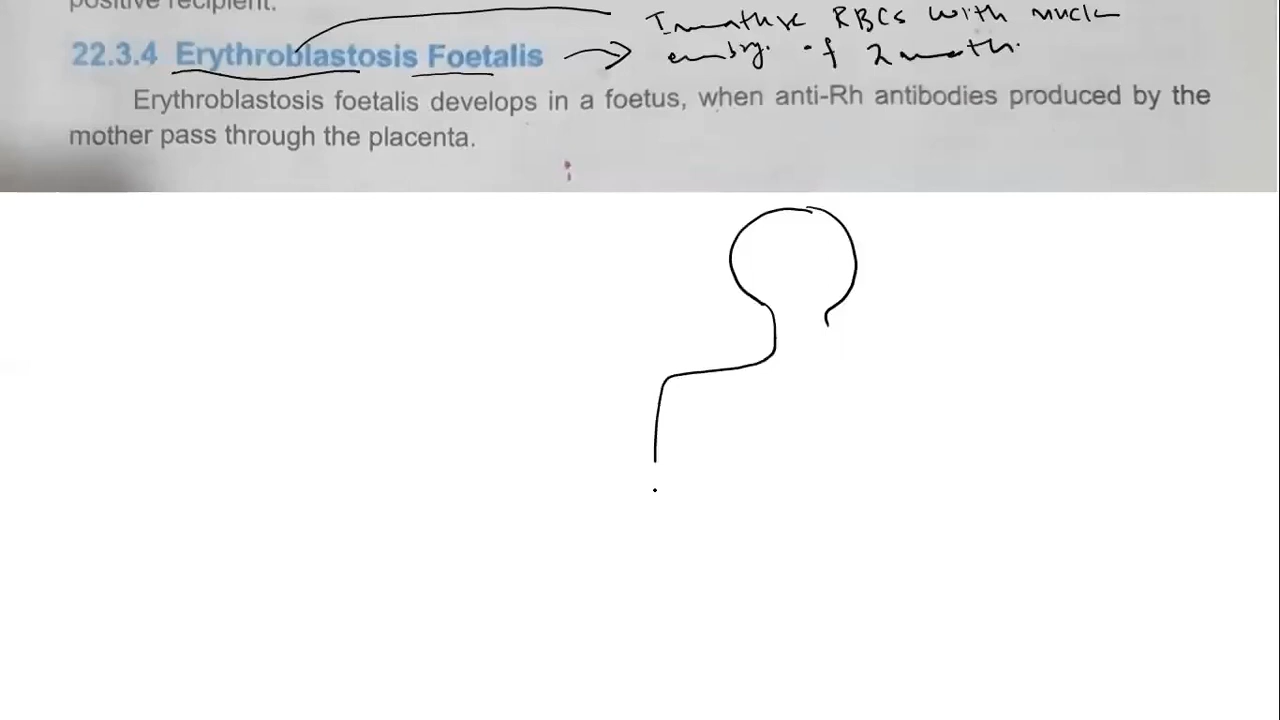 positive recipient.
Immature RBCs with nucle
22.3.4 Erythroblastosis Foetalis
embry. of 2 month.
Erythroblastosis foetalis develops in a foetus, when anti-Rh antibodies produced by the
mother pass through the placenta.